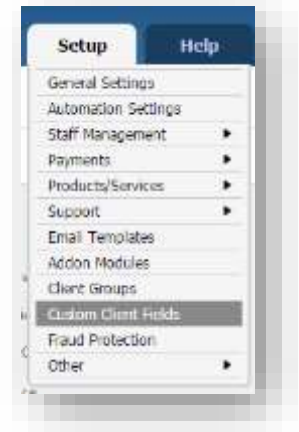 Setup Help
General Settings
Automation Settings
Staff Management
Payments
Products/Services
Support
Email Templates
Addon Modules
Client Groups
Custom Client Fields
Fraud Protection
Other